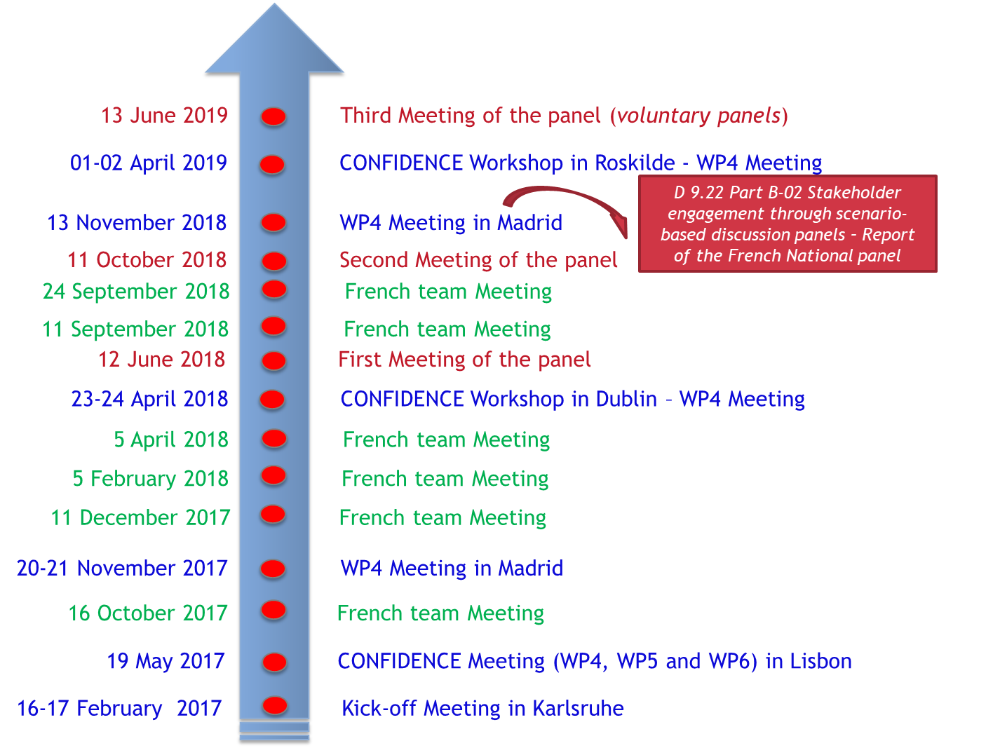 13 June 2019 Third Meeting of the panel (voluntary panels)
01-02 April 2019 CONFIDENCE Workshop in Roskilde - WP4 Meeting
D 9.22 Part B-02 Stakeholder
engagement through scenario-
based discussion panels – Report
of the French National panel
13 November 2018 WP4 Meeting in Madrid
11 October 2018 Second Meeting of the panel
24 September 2018 French team Meeting
11 September 2018 French team Meeting
12 June 2018 First Meeting of the panel
23-24 April 2018 CONFIDENCE Workshop in Dublin – WP4 Meeting
5 April 2018 French team Meeting
5 February 2018 French team Meeting
11 December 2017 French team Meeting
20-21 November 2017 WP4 Meeting in Madrid
16 October 2017 French team Meeting
19 May 2017 CONFIDENCE Meeting (WP4, WP5 and WP6) in Lisbon
16-17 February 2017 Kick-off Meeting in Karlsruhe